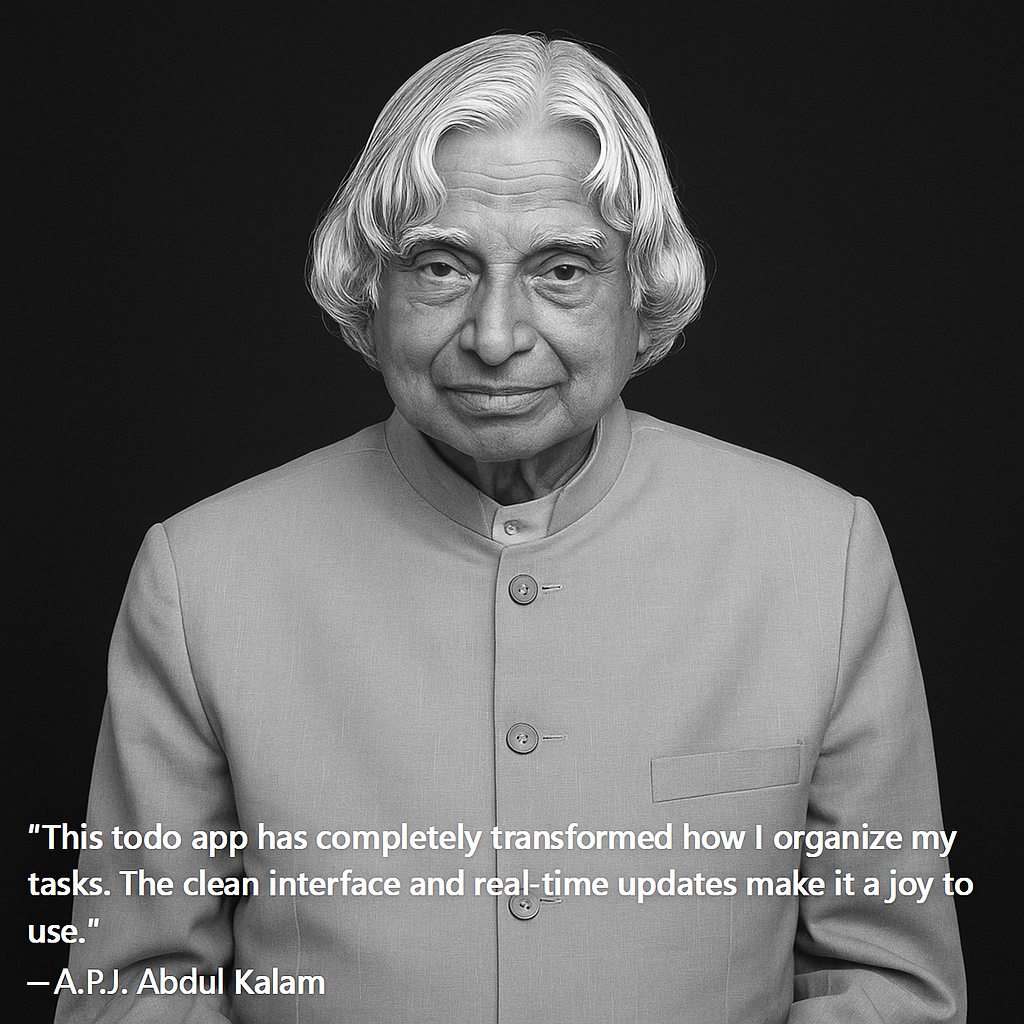 "This todo app has completely transformed how I organize my
tasks. The clean interface and real-time updates make it a joy to
use."
— A.P.J. Abdul Kalam